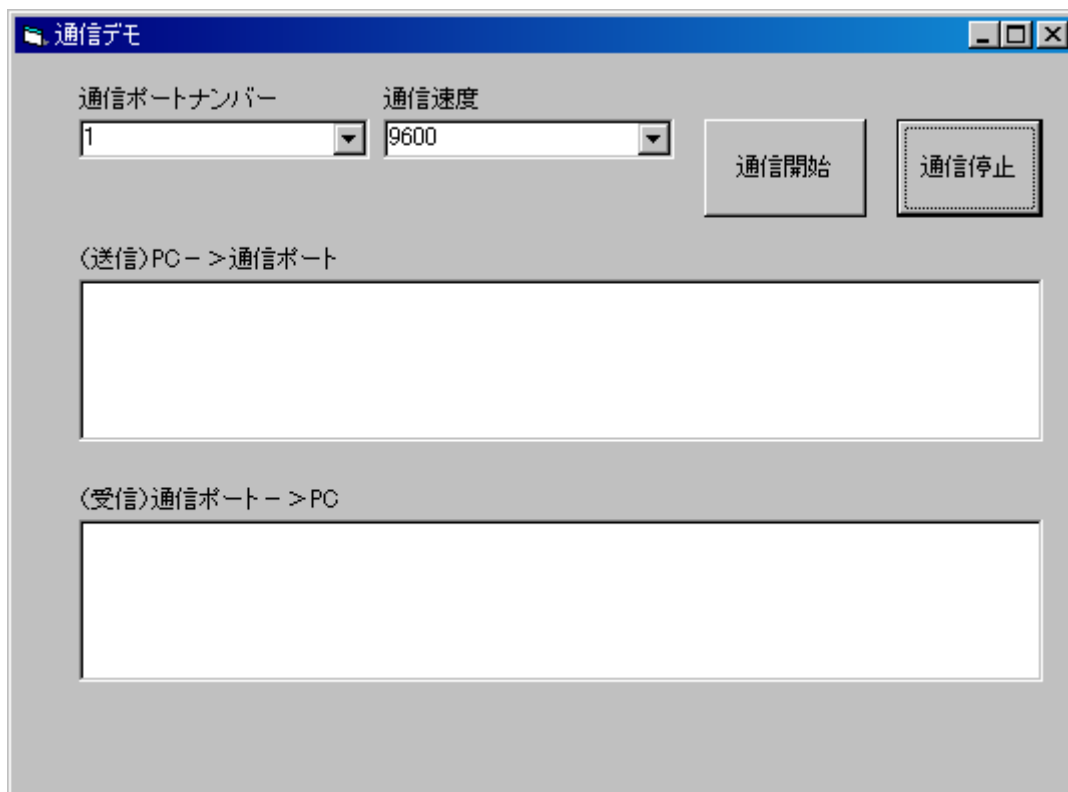 通信デモ
通信ポートナンバー 通信速度
1 9600 通信開始 通信停止
(送信)PC－＞通信ポート
(受信)通信ポート－＞PC